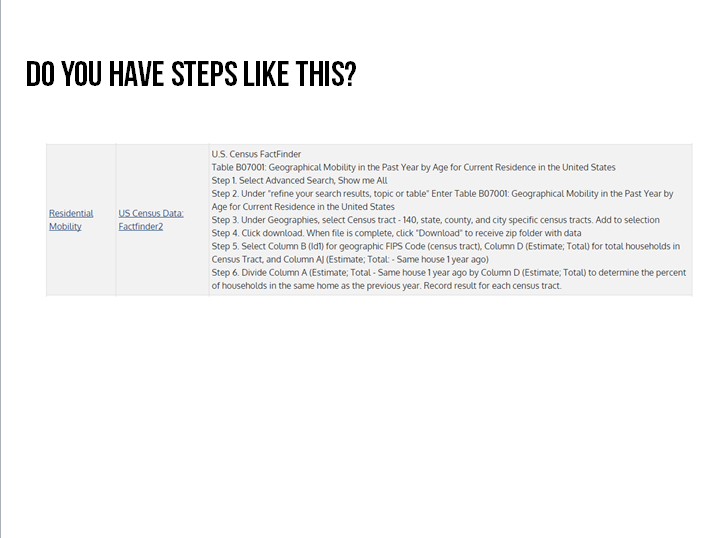 DO YOU HAVE STEPS LIKE THIS?
Residential
Mobility
US Census Data:
Factfinder2
U.S. Census FactFinder
Table B07001: Geographical Mobility in the Past Year by Age for Current Residence in the United States
Step 1. Select Advanced Search, Show me All
Step 2. Under "refine your search results, topic or table" Enter Table B07001: Geographical Mobility in the Past Year by
Age for Current Residence in the United States
Step 3. Under Geographies, select Census tract - 140, state, county, and city specific census tracts. Add to selection
Step 4. Click download. When file is complete, click "Download" to receive zip folder with data
Step 5. Select Column B (Id1) for geographic FIPS Code (census tract), Column D (Estimate; Total) for total households in
Census Tract, and Column AJ (Estimate; Total: - Same house 1 year ago)
Step 6. Divide Column A (Estimate; Total - Same house 1 year ago by Column D (Estimate; Total) to determine the percent
of households in the same home as the previous year. Record result for each census tract.